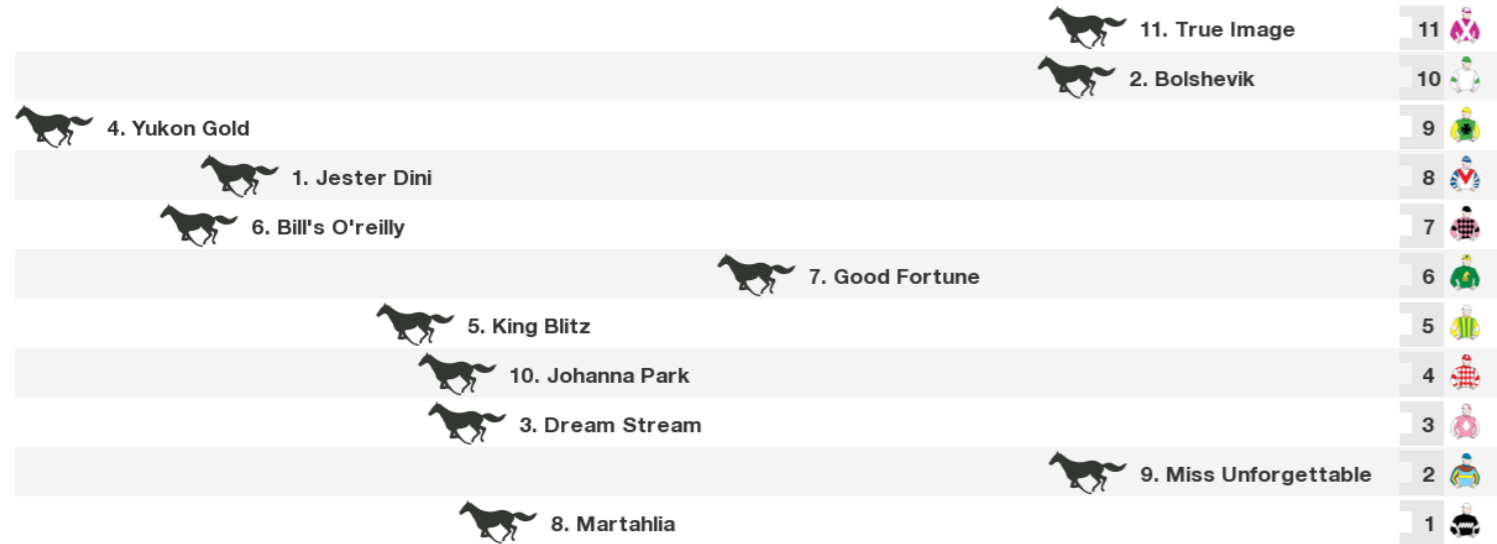 11. True Image 11
2. Bolshevik 10
4. Yukon Gold 9
1. Jester Dini 8
6. Bill's O'reilly 7
7. Good Fortune 6
5. King Blitz 5
10. Johanna Park 4
3. Dream Stream 3
9. Miss Unforgettable 2
8. Martahlia 1